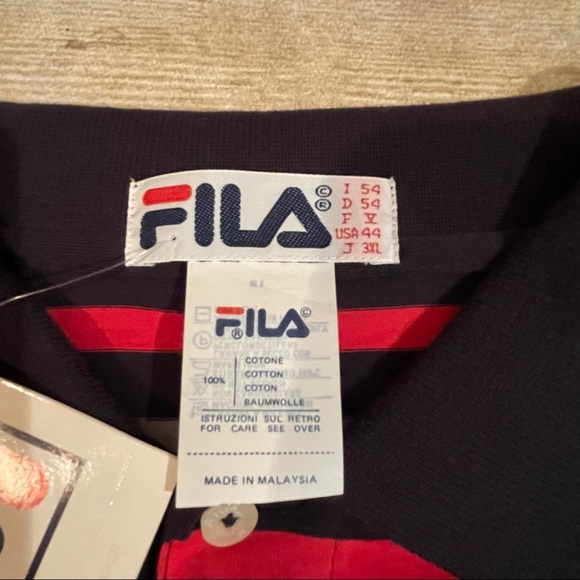 FILA © ®
I 54
D 54
F V
USA 44
J 3XL
FILA © ®
100%
COTONE
COTTON
COTON
BAUMWOLLE
ISTRUZIONI SUL RETRO
FOR CARE SEE OVER
MADE IN MALAYSIA